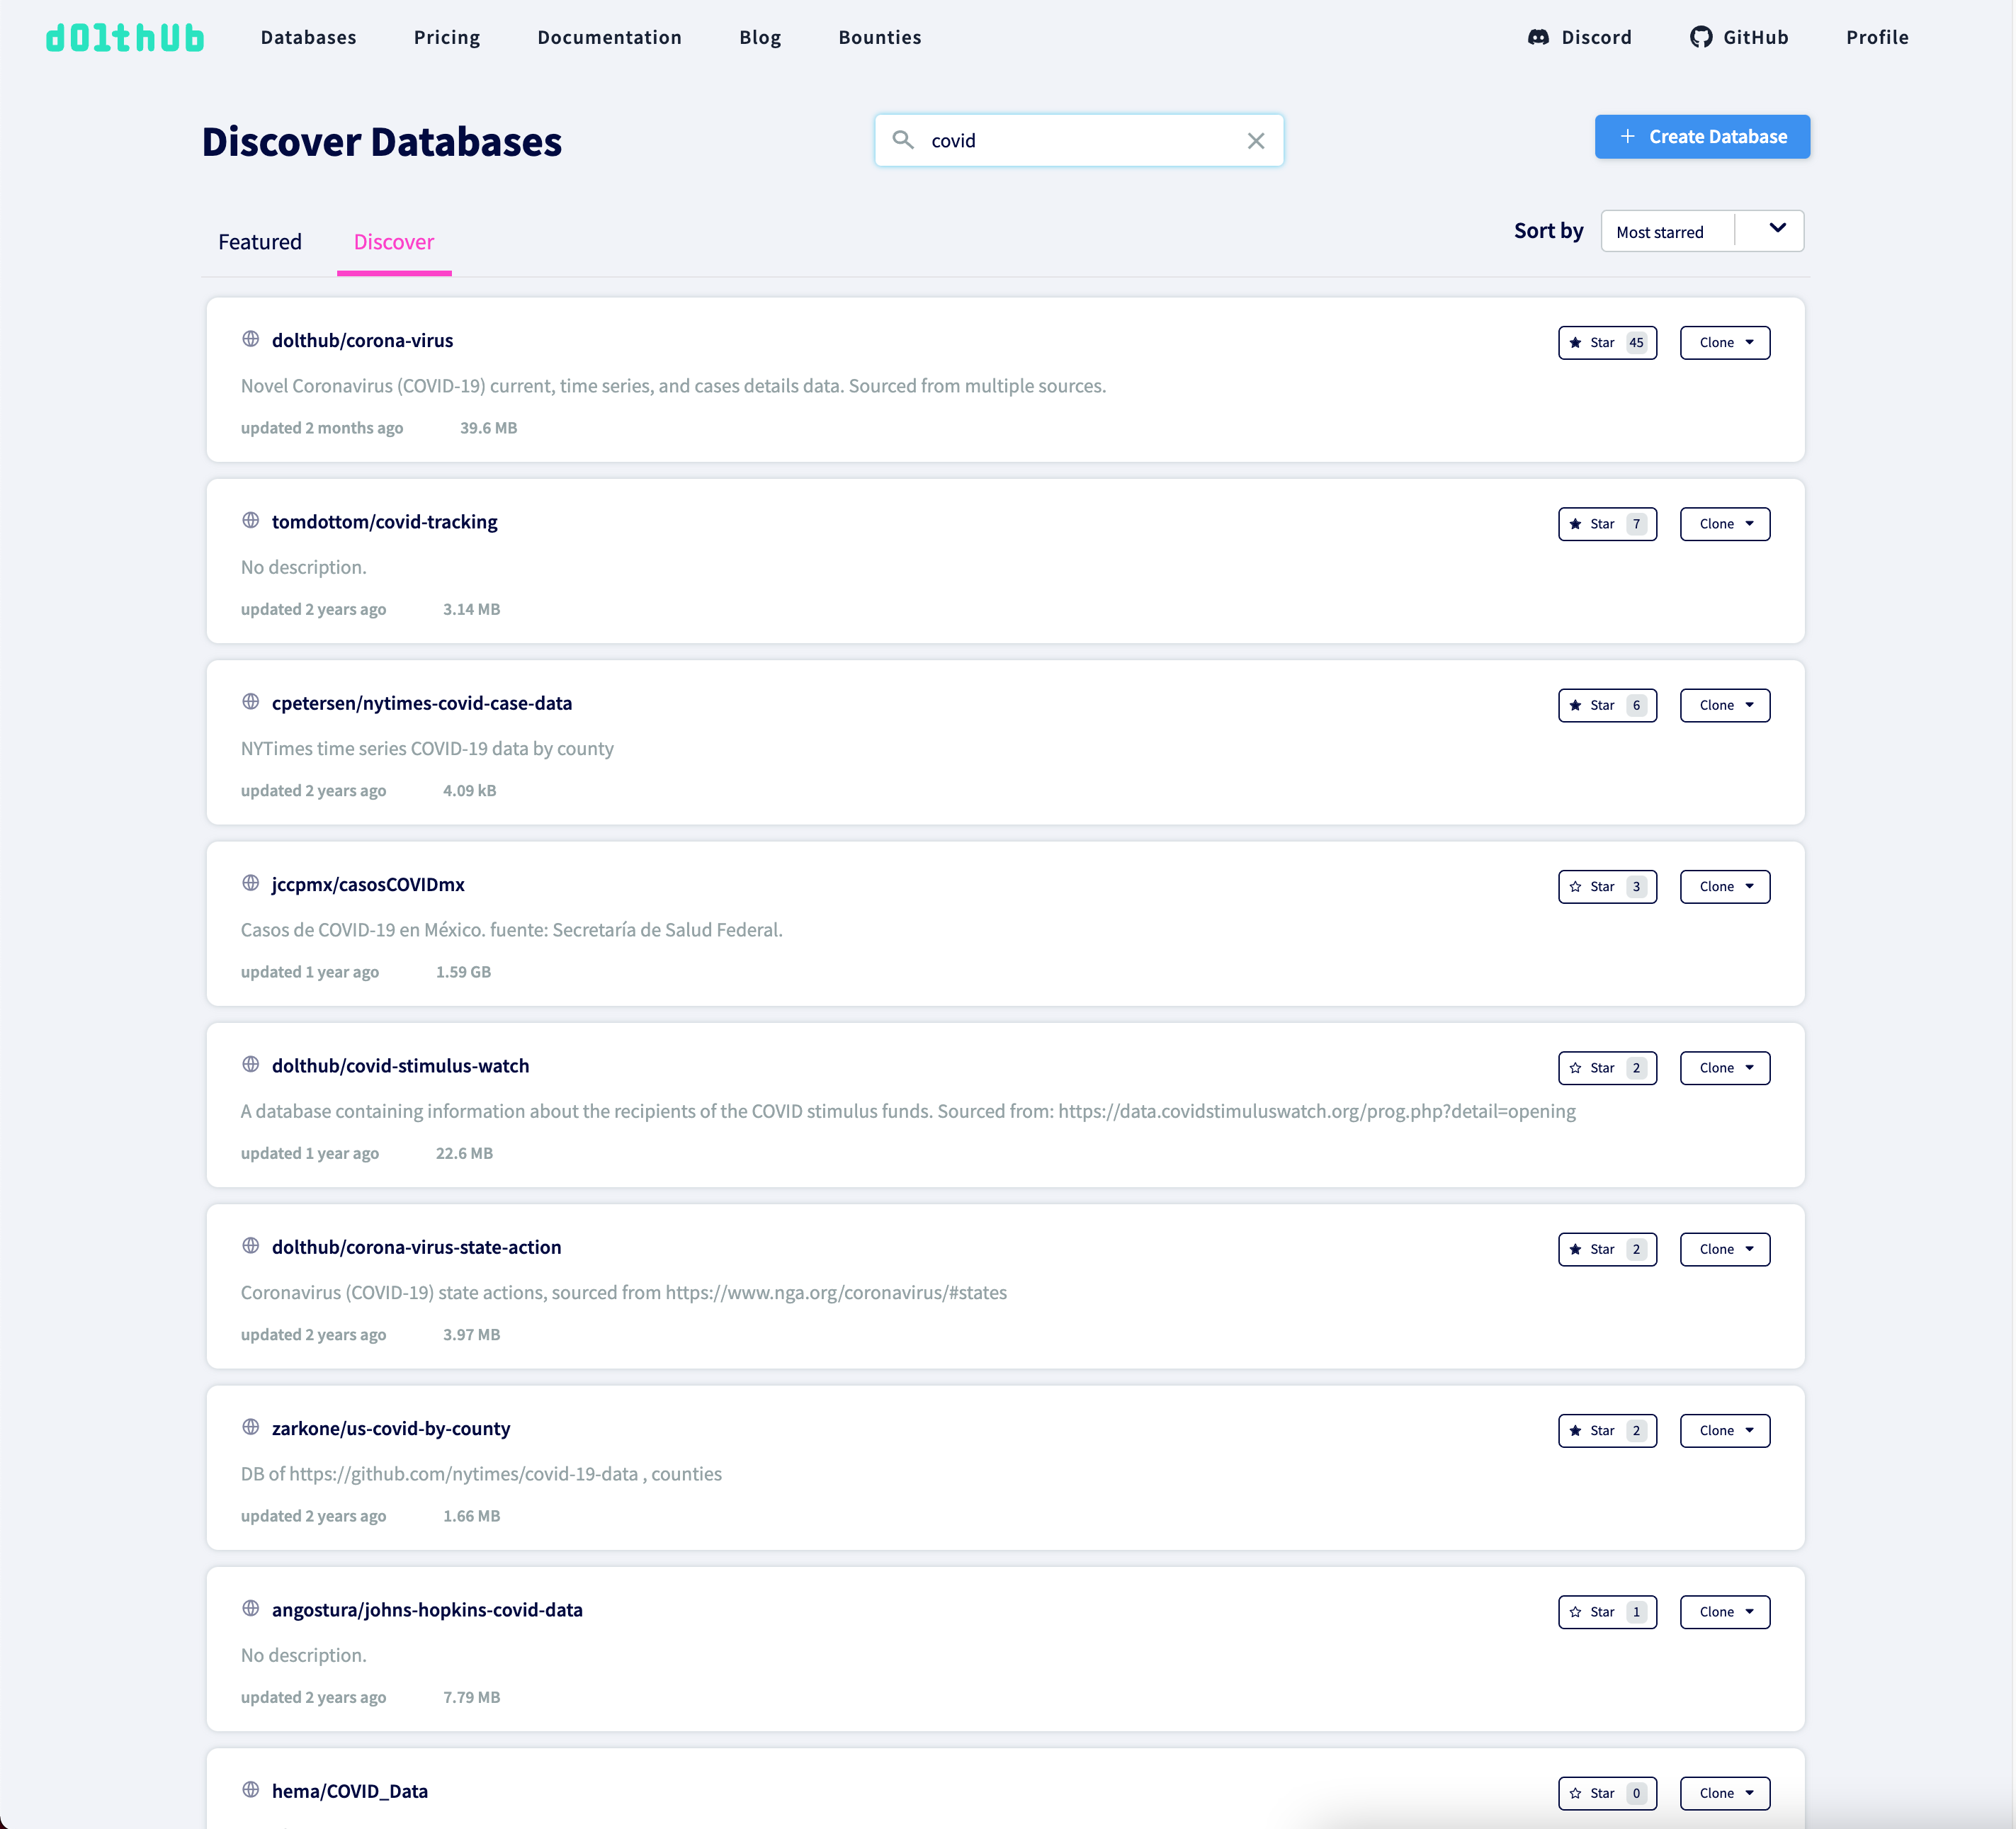 dolthub Databases Pricing Documentation Blog Bounties Discord GitHub Profile
Discover Databases covid Create Database
Featured Discover Sort by Most starred
dolthub/corona-virus Star 45 Clone
Novel Coronavirus (COVID-19) current, time series, and cases details data. Sourced from multiple sources.
updated 2 months ago 39.6 MB
tomdottom/covid-tracking Star 7 Clone
No description.
updated 2 years ago 3.14 MB
cpetersen/nytimes-covid-case-data Star 6 Clone
NYTimes time series COVID-19 data by county
updated 2 years ago 4.09 kB
jccpmx/casosCOVIDmx Star 3 Clone
Casos de COVID-19 en México. fuente: Secretaría de Salud Federal.
updated 1 year ago 1.59 GB
dolthub/covid-stimulus-watch Star 2 Clone
A database containing information about the recipients of the COVID stimulus funds. Sourced from: https://data.covidstimuluswatch.org/prog.php?detail=opening
updated 1 year ago 22.6 MB
dolthub/corona-virus-state-action Star 2 Clone
Coronavirus (COVID-19) state actions, sourced from https://www.nga.org/coronavirus/#states
updated 2 years ago 3.97 MB
zarkone/us-covid-by-county Star 2 Clone
DB of https://github.com/nytimes/covid-19-data , counties
updated 2 years ago 1.66 MB
angostura/johns-hopkins-covid-data Star 1 Clone
No description.
updated 2 years ago 7.79 MB
hema/COVID_Data Star 0 Clone